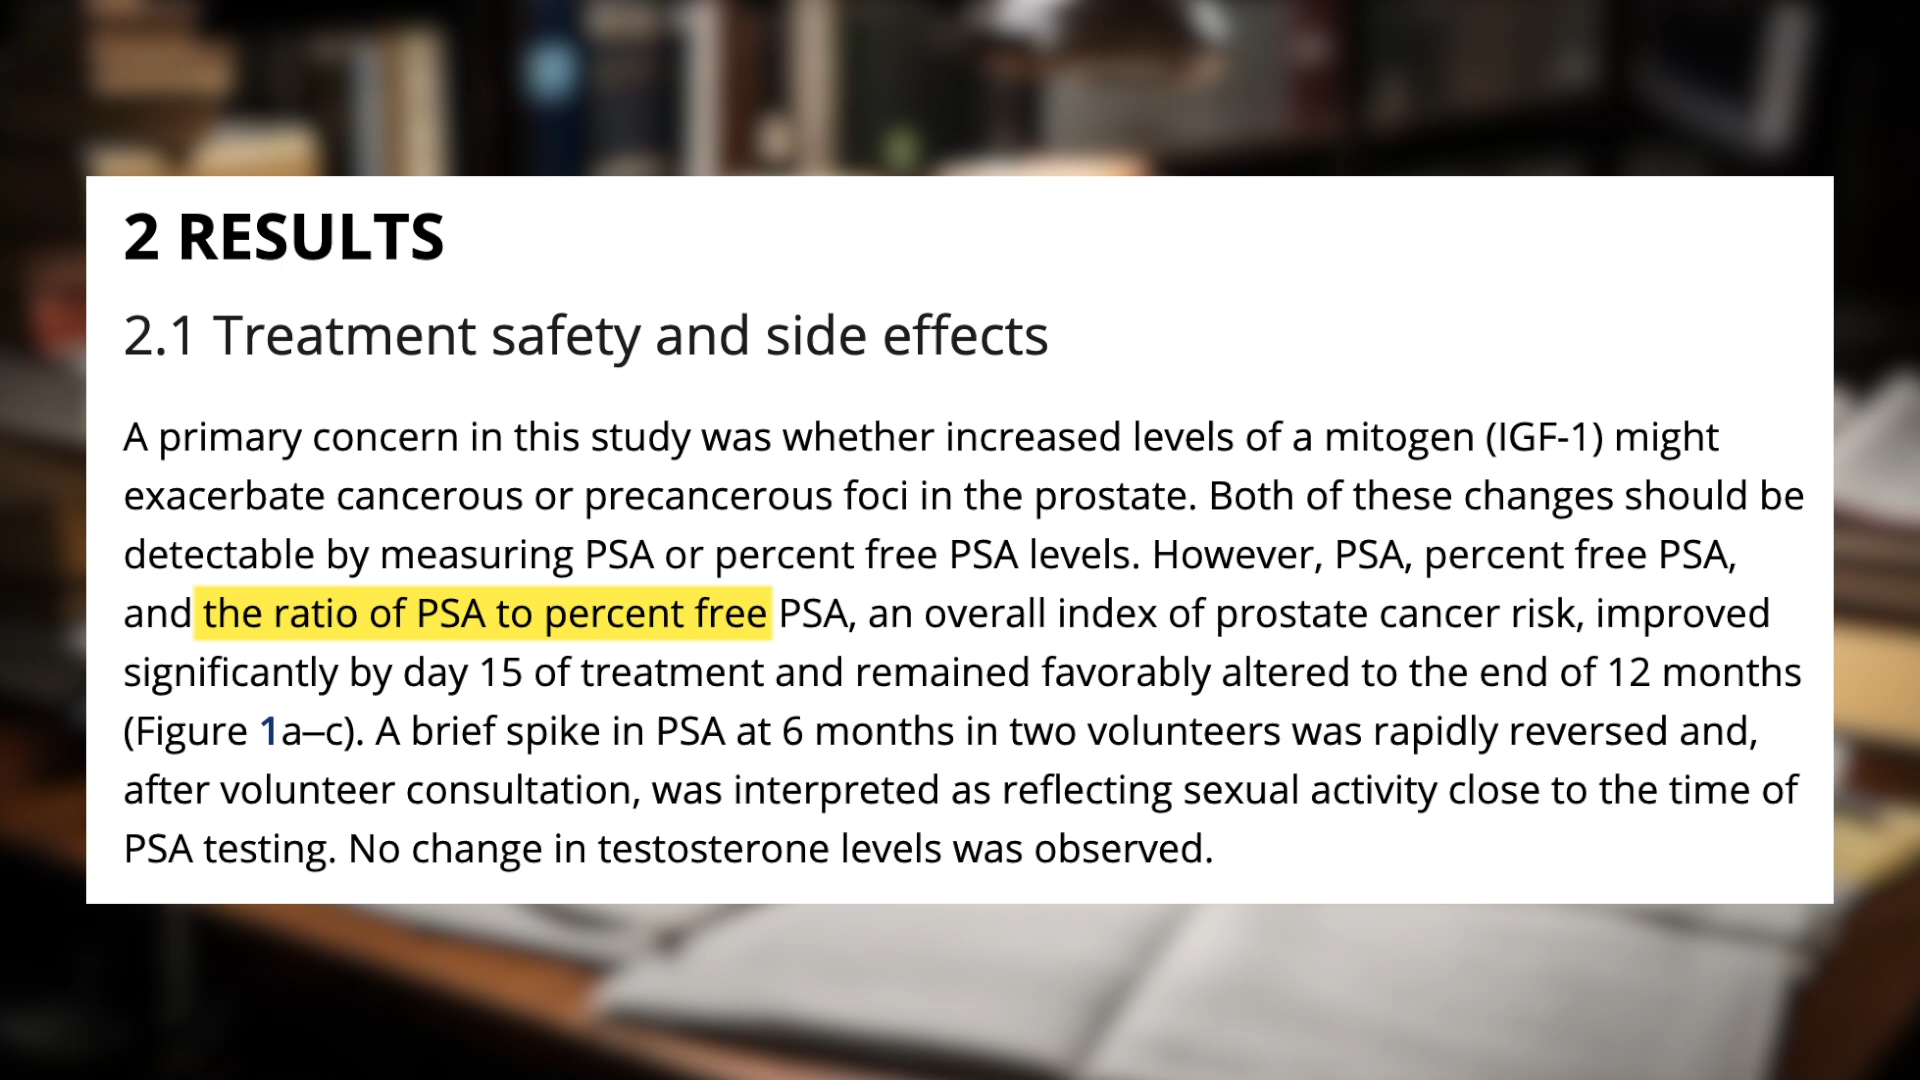 2 RESULTS
2.1 Treatment safety and side effects
A primary concern in this study was whether increased levels of a mitogen (IGF-1) might
exacerbate cancerous or precancerous foci in the prostate. Both of these changes should be
detectable by measuring PSA or percent free PSA levels. However, PSA, percent free PSA,
and the ratio of PSA to percent free PSA, an overall index of prostate cancer risk, improved
significantly by day 15 of treatment and remained favorably altered to the end of 12 months
(Figure 1a–c). A brief spike in PSA at 6 months in two volunteers was rapidly reversed and,
after volunteer consultation, was interpreted as reflecting sexual activity close to the time of
PSA testing. No change in testosterone levels was observed.